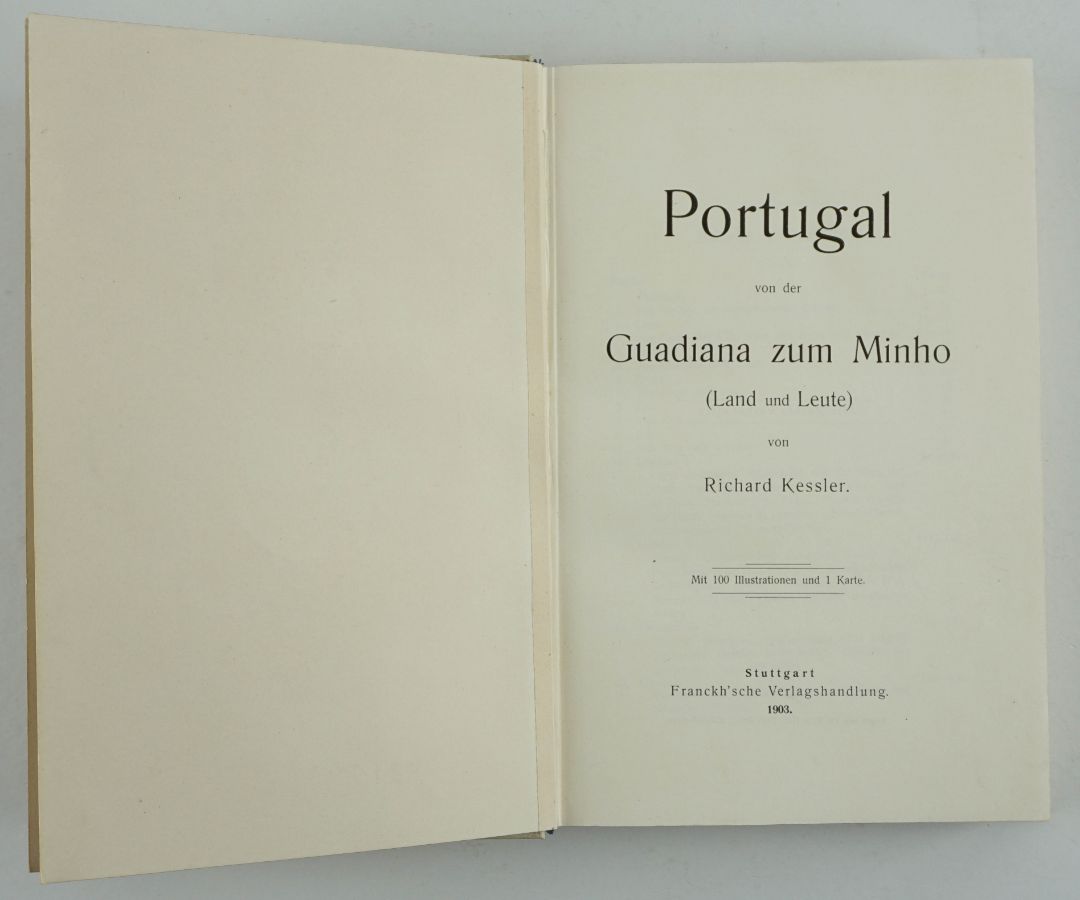 Portugal
von der
Guadiana zum Minho
(Land und Leute)
von
Richard Kessler.
Mit 100 Illustrationen und 1 Karte.
Stuttgart
Franckh'sche Verlagshandlung.
1903.